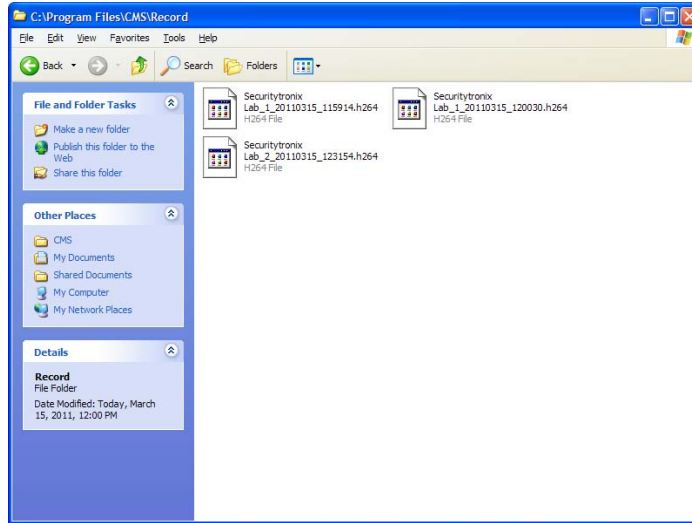 C:\Program Files\CMS\Record
File Edit View Favorites Tools Help
Back Search Folders
File and Folder Tasks
Make a new folder
Publish this folder to the
Web
Share this folder
Other Places
CMS
My Documents
Shared Documents
My Computer
My Network Places
Details
Record
File Folder
Date Modified: Today, March
15, 2011, 12:00 PM
Securitytronix
Lab_1_20110315_115914.h264
H264 File
Securitytronix
Lab_1_20110315_120030.h264
H264 File
Securitytronix
Lab_2_20110315_123154.h264
H264 File